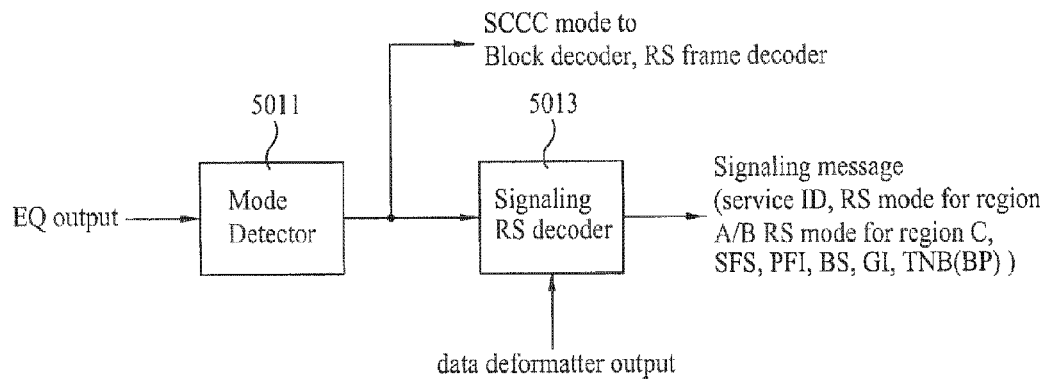 SCCC mode to
Block decoder, RS frame decoder
5011
5013
EQ output
Mode
Detector
Signaling
RS decoder
Signaling message
(service ID, RS mode for region
A/B RS mode for region C,
SFS, PFI, BS, GI, TNB(BP) )
data deformatter output